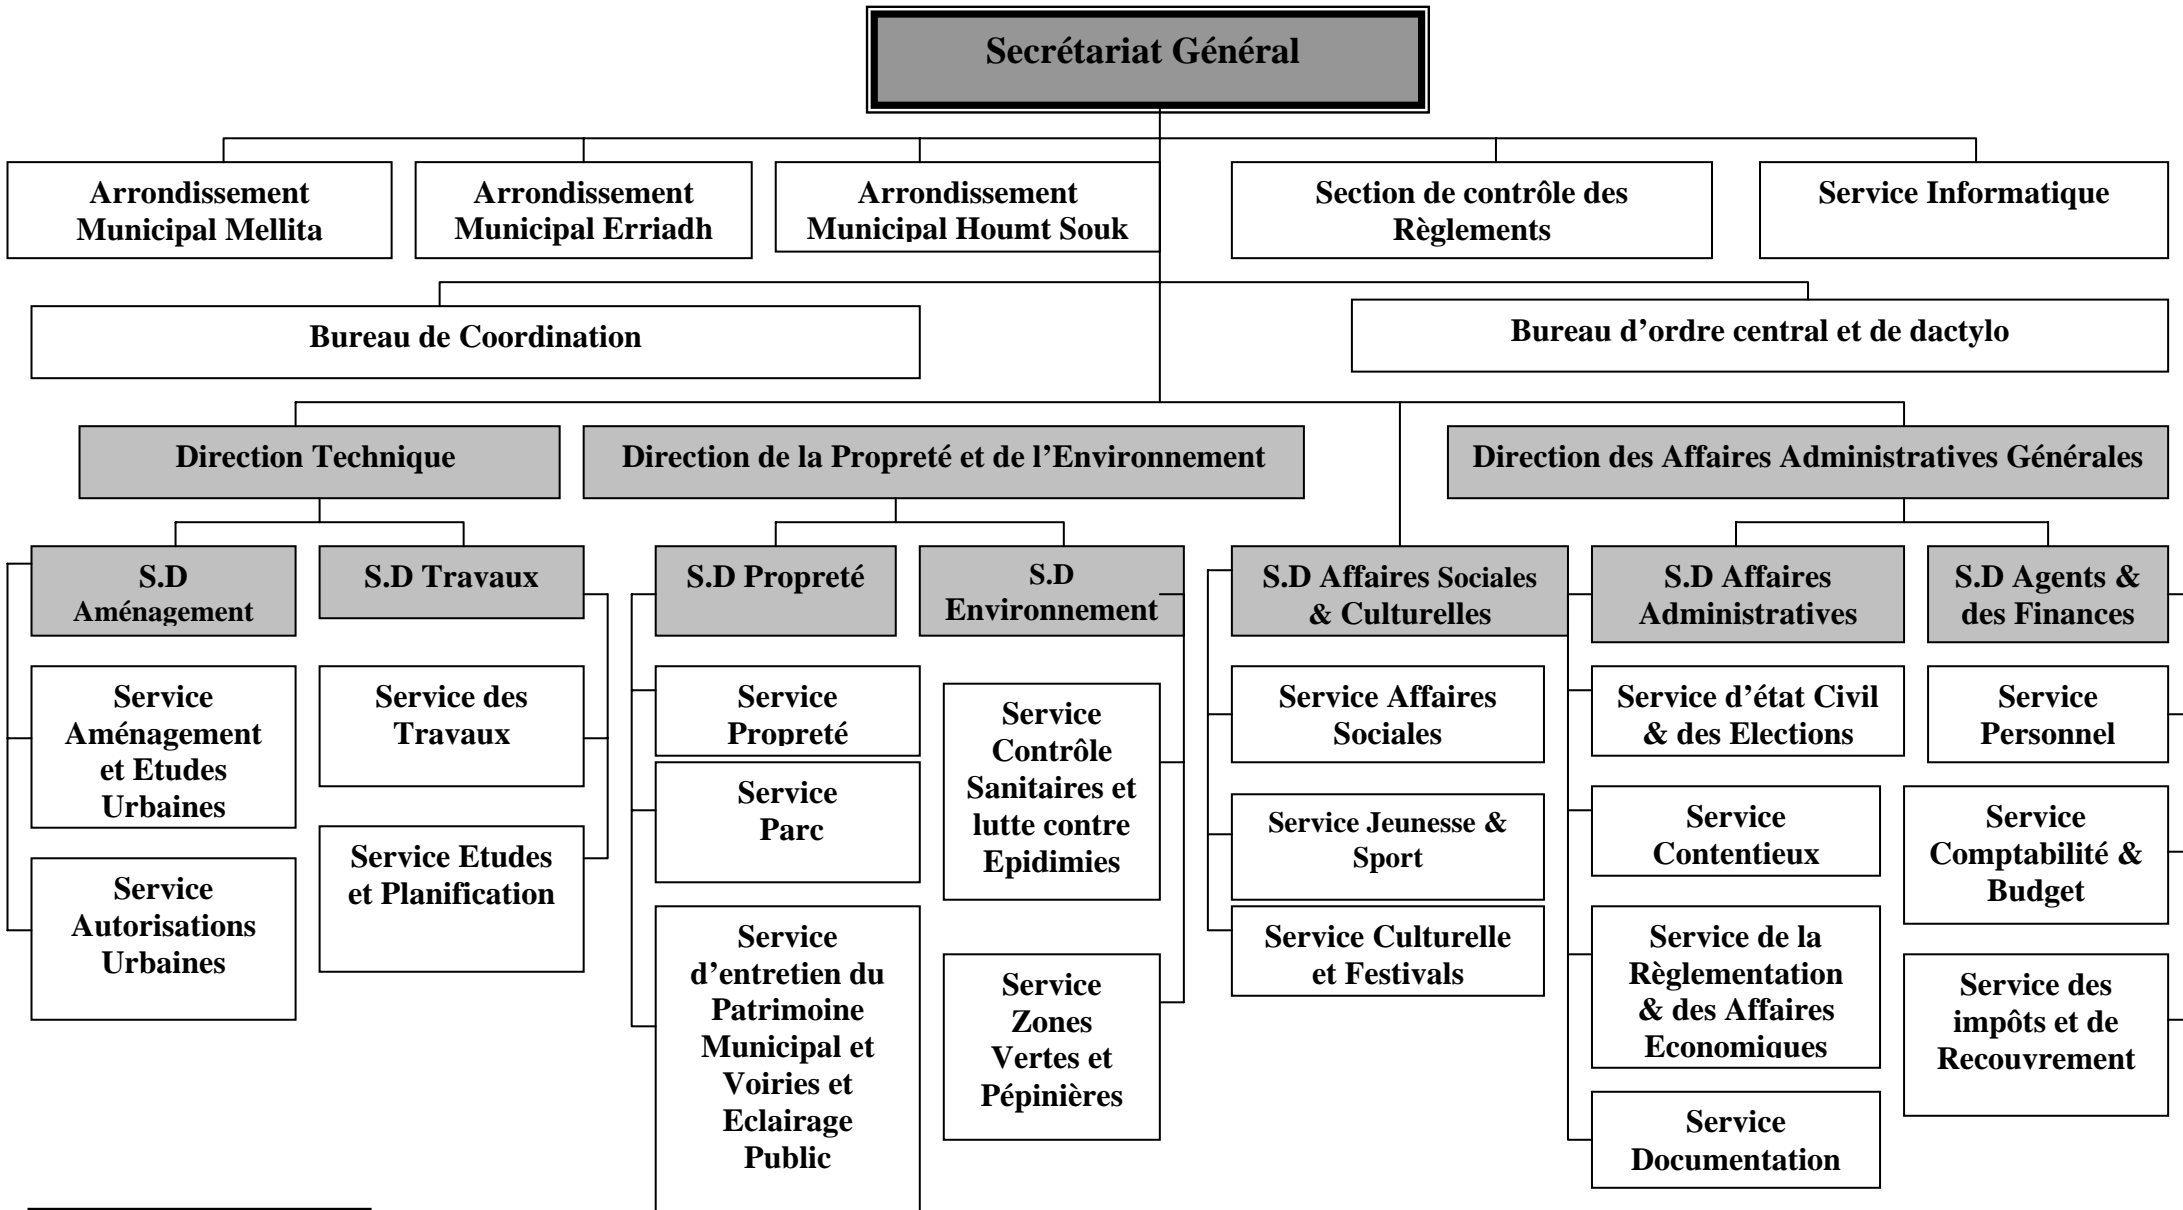 Secrétariat Général
Arrondissement
Municipal Mellita
Arrondissement
Municipal Erriadh
Arrondissement
Municipal Houmt Souk
Section de contrôle des
Règlements
Service Informatique
Bureau de Coordination
Bureau d’ordre central et de dactylo
Direction Technique
Direction de la Propreté et de l’Environnement
Direction des Affaires Administratives Générales
S.D
Aménagement
S.D Travaux
S.D Propreté
S.D
Environnement
S.D Affaires Sociales
& Culturelles
S.D Affaires
Administratives
S.D Agents &
des Finances
Service
Aménagement
et Etudes
Urbaines
Service
Autorisations
Urbaines
Service des
Travaux
Service Etudes
et Planification
Service
Propreté
Service
Parc
Service
d’entretien du
Patrimoine
Municipal et
Voiries et
Eclairage
Public
Service
Contrôle
Sanitaires et
lutte contre
Epidimies
Service
Zones
Vertes et
Pépinières
Service Affaires
Sociales
Service Jeunesse &
Sport
Service Culturelle
et Festivals
Service d’état Civil
& des Elections
Service
Contentieux
Service de la
Règlementation
& des Affaires
Economiques
Service
Documentation
Service
Personnel
Service
Comptabilité &
Budget
Service des
impôts et de
Recouvrement